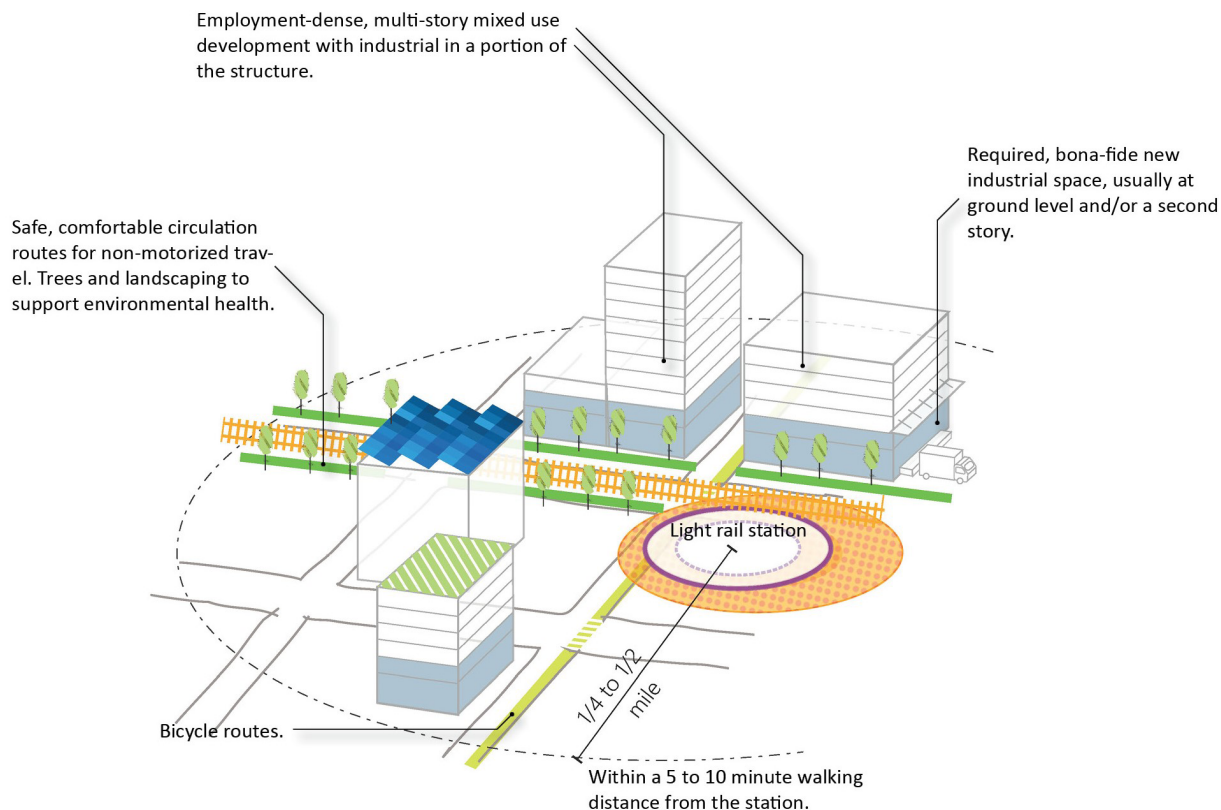 Employment-dense, multi-story mixed use
development with industrial in a portion of
the structure.
Required, bona-fide new
industrial space, usually at
ground level and/or a second
story.
Safe, comfortable circulation
routes for non-motorized trav-
el. Trees and landscaping to
support environmental health.
Light rail station
1/4 to 1/2
mile
Bicycle routes.
Within a 5 to 10 minute walking
distance from the station.